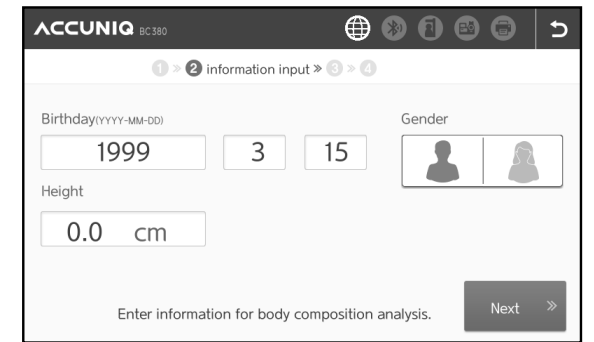 ACCUNIQ BC380
1 » 2 information input » 3 » 4
Birthday(YYYY-MM-DD)
Gender
1999 3 15
Height
0.0 cm
Enter information for body composition analysis.
Next »